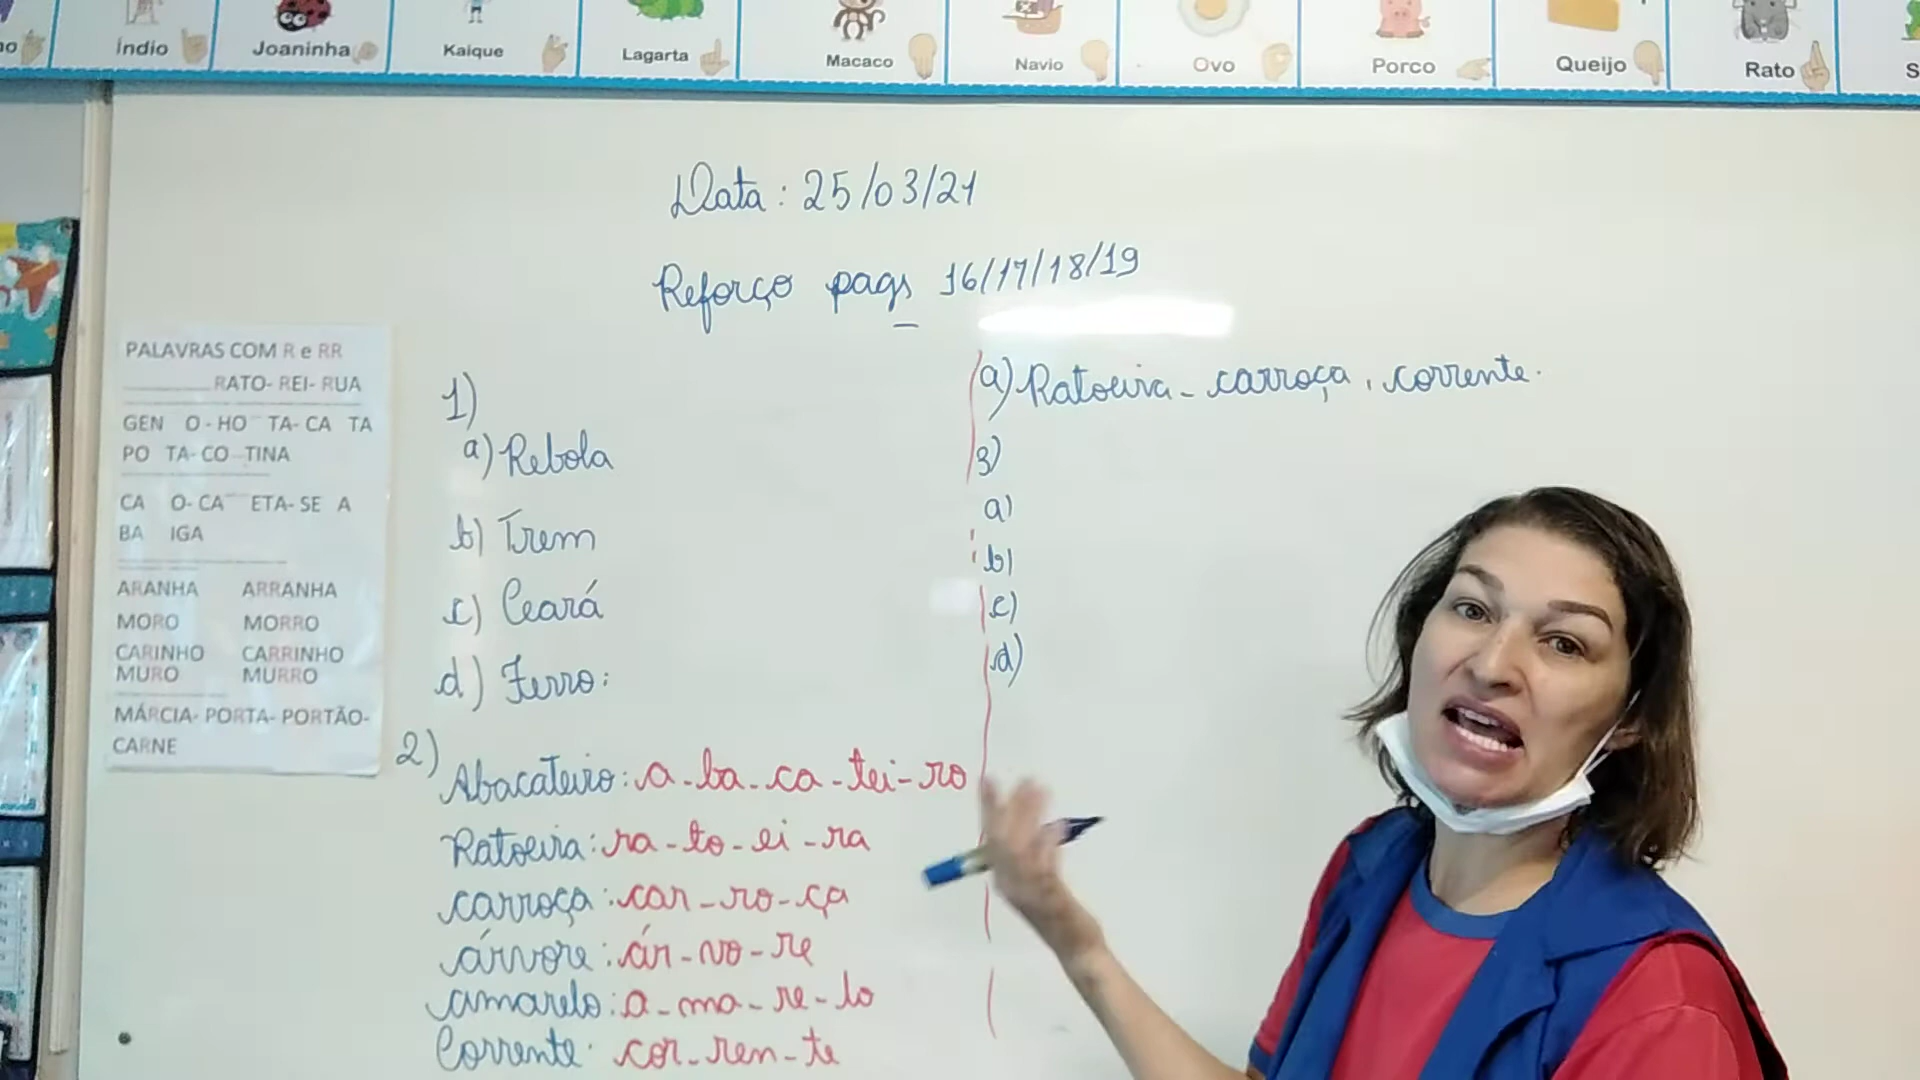 Índio Joaninha Kaique Lagarta Macaco Navio Ovo Porco Queijo Rato S
Data: 25/03/21
Reforço pags 16/17/18/19
PALAVRAS COM R e RR
RATO- REI- RUA
GEN O - HO TA- CA TA
PO TA- CO TINA
CA O- CA ETA- SE A
BA IGA
ARANHA ARRANHA
MORO MORRO
CARINHO CARRINHO
MURO MURRO
MÁRCIA- PORTA- PORTÃO-
CARNE
1)
a) Rebola
b) Trem
c) Ceará
d) Ferro:
2)
Abacateiro: a-ba-ca-tei-ro
Ratoeira: ra-to-ei-ra
carroça: car-ro-ça
árvore: ár-vo-re
amarelo: a-ma-re-lo
Corrente: cor-ren-te
a) Ratoeira - carroça, corrente.
3)
a)
b)
c)
d)